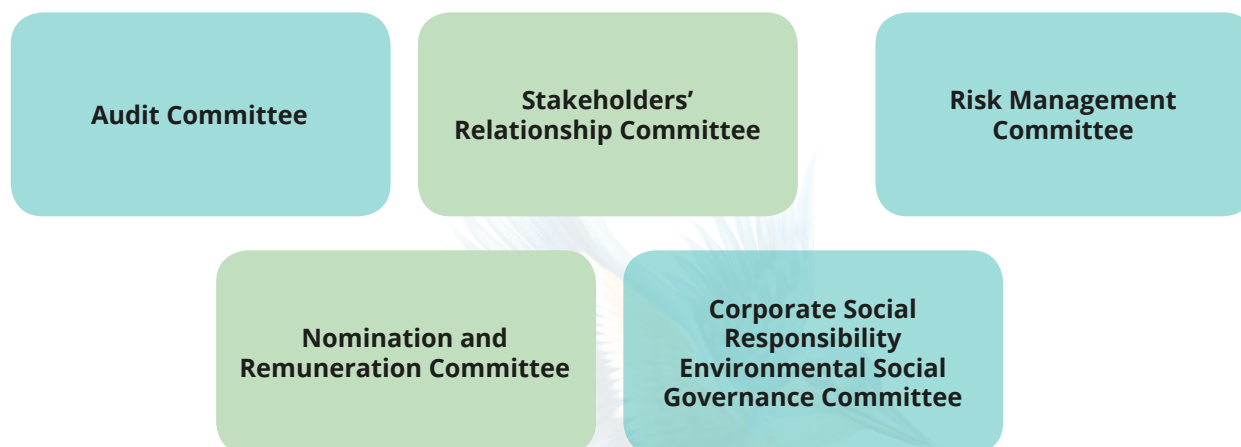 Audit Committee
Stakeholders’
Relationship Committee
Risk Management
Committee
Nomination and
Remuneration Committee
Corporate Social
Responsibility
Environmental Social
Governance Committee